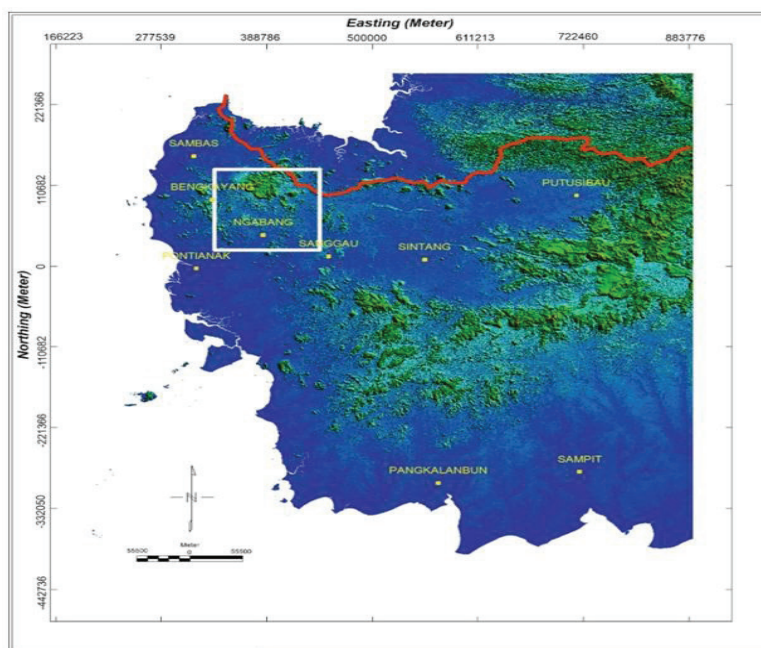 Easting (Meter)
166223 277539 388786 500000 611213 722460 883776
Northing (Meter)
221366
110682
0
-110682
-221366
-332050
-442736
SAMBAS
BENGKAYANG
PUTUSIBAU
NGABANG
SANGGAU
SINTANG
PONTIANAK
PANGKALANBUN
SAMPIT
N
Meter
55500 0 55500